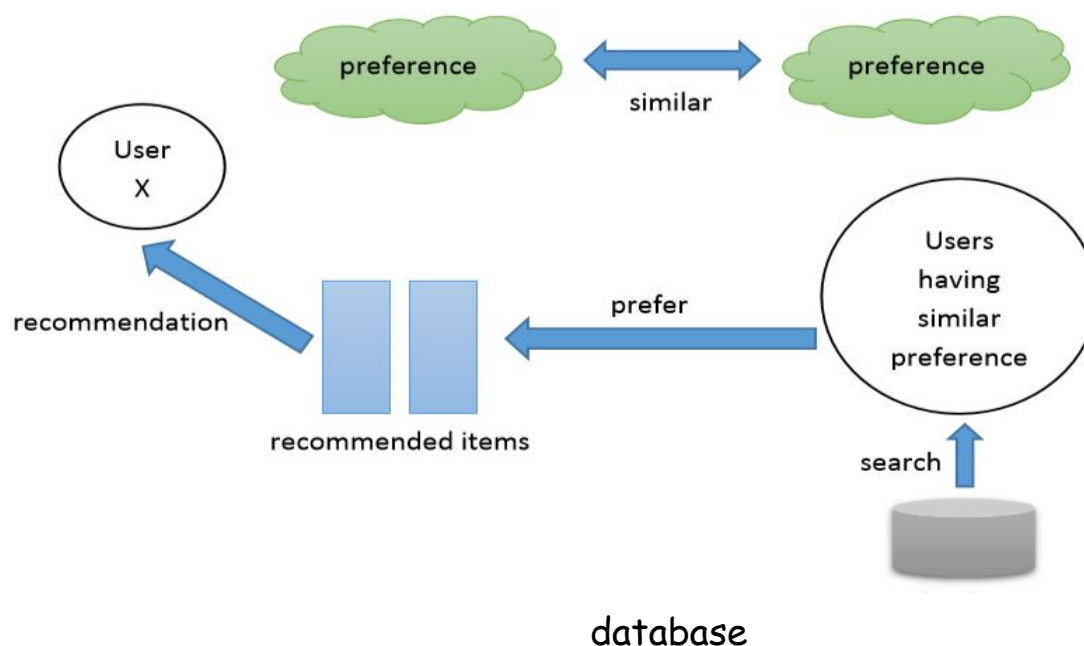 preference
preference
similar
User
X
Users
having
similar
preference
prefer
recommendation
recommended items
search
database